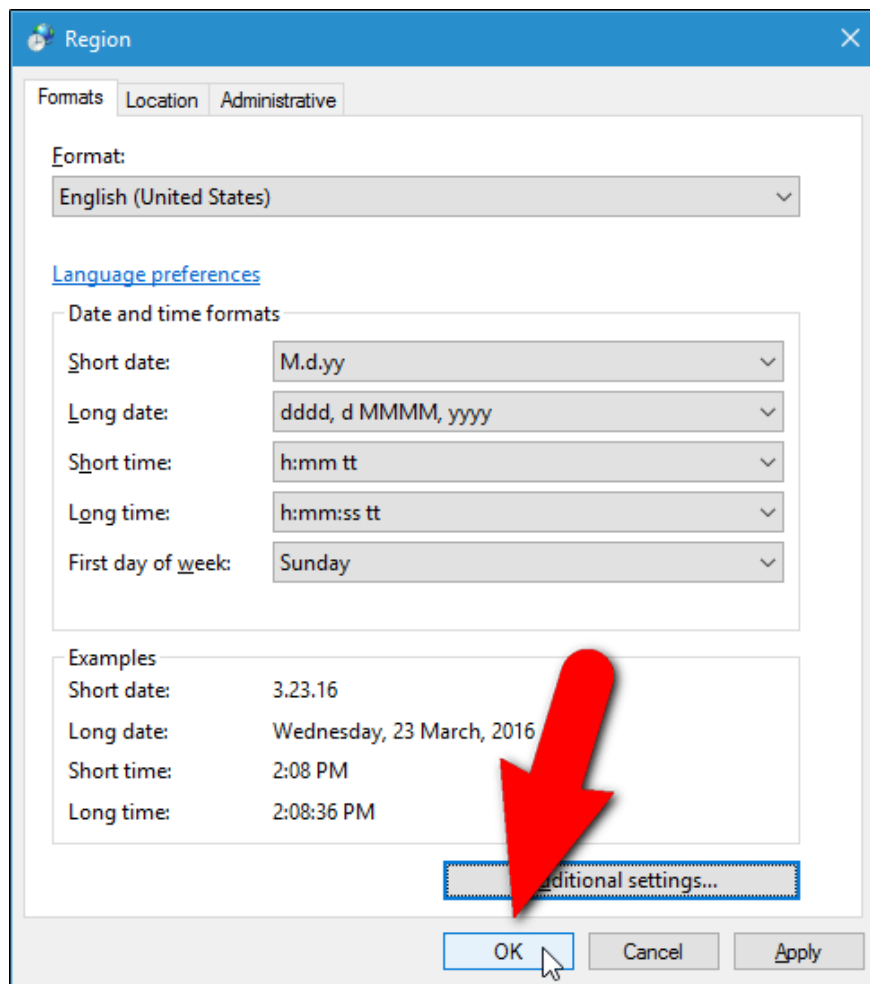 Region
Formats Location Administrative
Format:
English (United States)
Language preferences
Date and time formats
Short date: M.d.yy
Long date: dddd, d MMMM, yyyy
Short time: h:mm tt
Long time: h:mm:ss tt
First day of week: Sunday
Examples
Short date: 3.23.16
Long date: Wednesday, 23 March, 2016
Short time: 2:08 PM
Long time: 2:08:36 PM
Additional settings...
OK Cancel Apply